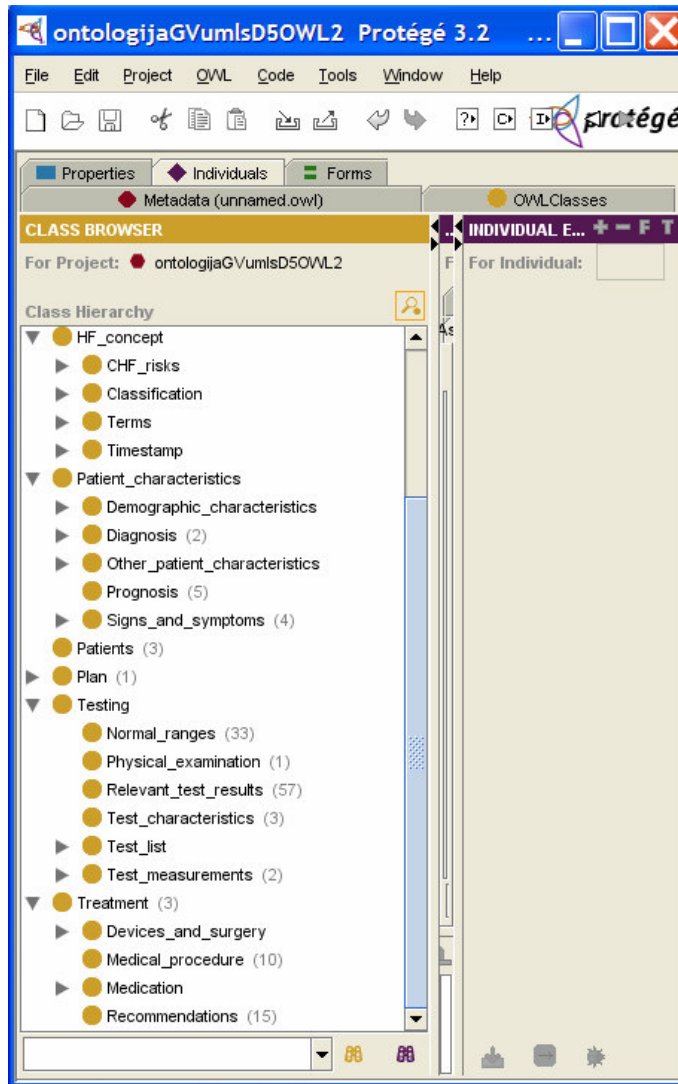 ontologijaGVumlsD5OWL2 Protégé 3.2 ...
File Edit Project OWL Code Tools Window Help
protégé
Properties Individuals Forms
Metadata (unnamed.owl) OWLClasses
CLASS BROWSER .. INDIVIDUAL E... F T
For Project: ontologijaGVumlsD5OWL2 F For Individual:
Class Hierarchy
As
HF_concept
CHF_risks
Classification
Terms
Timestamp
Patient_characteristics
Demographic_characteristics
Diagnosis (2)
Other_patient_characteristics
Prognosis (5)
Signs_and_symptoms (4)
Patients (3)
Plan (1)
Testing
Normal_ranges (33)
Physical_examination (1)
Relevant_test_results (57)
Test_characteristics (3)
Test_list
Test_measurements (2)
Treatment (3)
Devices_and_surgery
Medical_procedure (10)
Medication
Recommendations (15)